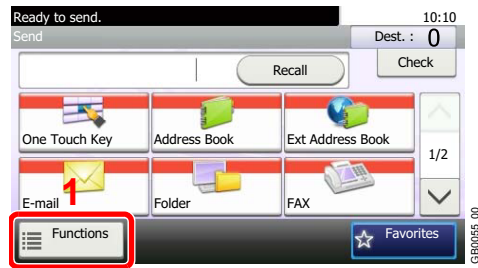 Ready to send.
10:10
Send
Dest. : 0
Recall
Check
One Touch Key
Address Book
Ext Address Book
1/2
E-mail
1
Folder
FAX
Functions
Favorites
GB0055_00